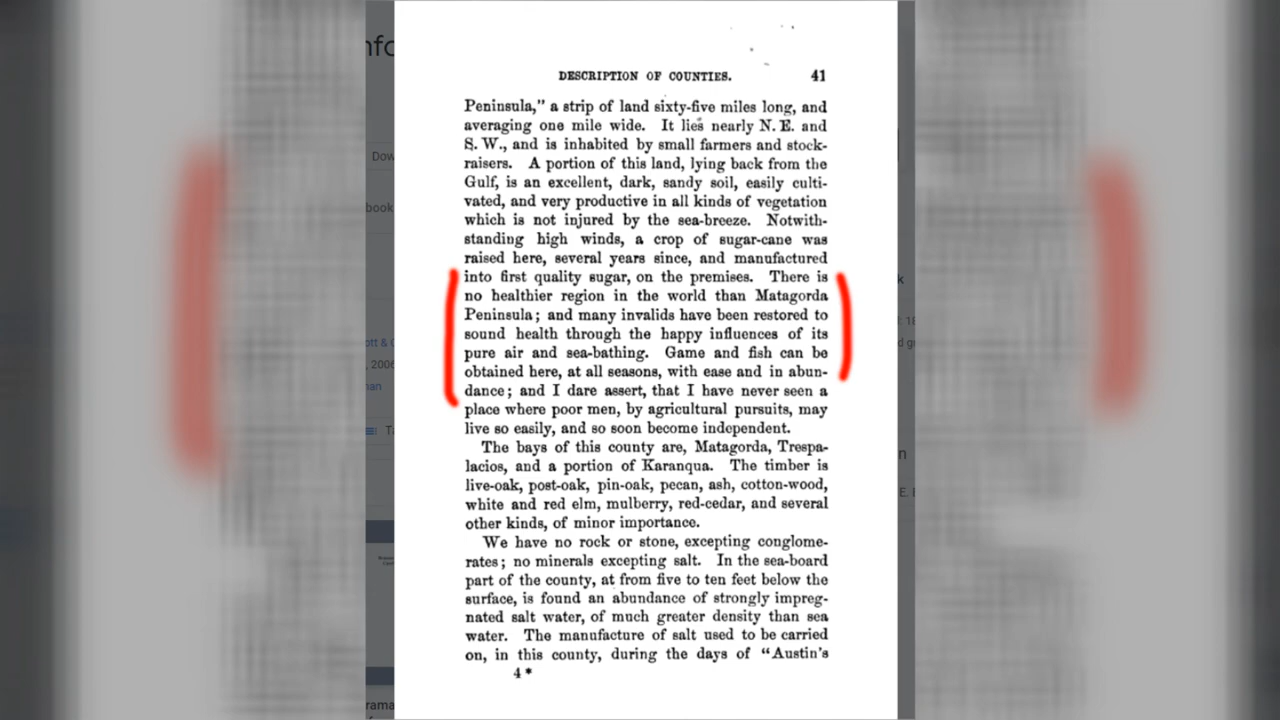 DESCRIPTION OF COUNTIES. 41
Peninsula," a strip of land sixty-five miles long, and
averaging one mile wide. It lies nearly N. E. and
S. W., and is inhabited by small farmers and stock-
raisers. A portion of this land, lying back from the
Gulf, is an excellent, dark, sandy soil, easily culti-
vated, and very productive in all kinds of vegetation
which is not injured by the sea-breeze. Notwith-
standing high winds, a crop of sugar-cane was
raised here, several years since, and manufactured
into first quality sugar, on the premises. There is
no healthier region in the world than Matagorda
Peninsula; and many invalids have been restored to
sound health through the happy influences of its
pure air and sea-bathing. Game and fish can be
obtained here, at all seasons, with ease and in abun-
dance; and I dare assert, that I have never seen a
place where poor men, by agricultural pursuits, may
live so easily, and so soon become independent.
The bays of this county are, Matagorda, Trespa-
lacios, and a portion of Karanqua. The timber is
live-oak, post-oak, pin-oak, pecan, ash, cotton-wood,
white and red elm, mulberry, red-cedar, and several
other kinds, of minor importance.
We have no rock or stone, excepting conglome-
rates; no minerals excepting salt. In the sea-board
part of the county, at from five to ten feet below the
surface, is found an abundance of strongly impreg-
nated salt water, of much greater density than sea
water. The manufacture of salt used to be carried
on, in this county, during the days of "Austin's
4*